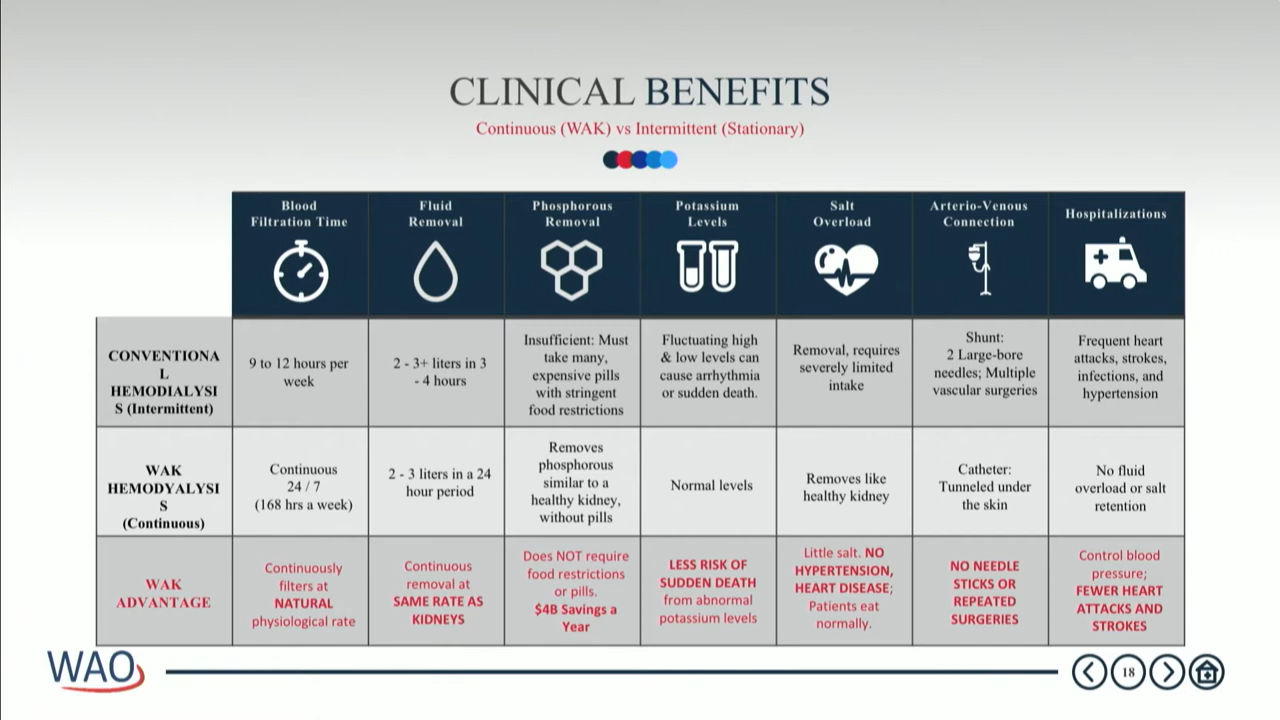 CLINICAL BENEFITS
Continuous (WAK) vs Intermittent (Stationary)
Blood
Filtration Time
Fluid
Removal
Phosphorous
Removal
Potassium
Levels
Salt
Overload
Arterio-Venous
Connection
Hospitalizations
CONVENTIONA
L
HEMODIALYSI
S (Intermittent)
9 to 12 hours per
week
2 - 3+ liters in 3
- 4 hours
Insufficient: Must
take many,
expensive pills
with stringent
food restrictions
Fluctuating high
& low levels can
cause arrhythmia
or sudden death.
Removal, requires
severely limited
intake
Shunt:
2 Large-bore
needles; Multiple
vascular surgeries
Frequent heart
attacks, strokes,
infections, and
hypertension
WAK
HEMODYALYSI
S
(Continuous)
Continuous
24 / 7
(168 hrs a week)
2 - 3 liters in a 24
hour period
Removes
phosphorous
similar to a
healthy kidney,
without pills
Normal levels
Removes like
healthy kidney
Catheter:
Tunneled under
the skin
No fluid
overload or salt
retention
WAK
ADVANTAGE
Continuously
filters at
NATURAL
physiological rate
Continuous
removal at
SAME RATE AS
KIDNEYS
Does NOT require
food restrictions
or pills.
$4B Savings a
Year
LESS RISK OF
SUDDEN DEATH
from abnormal
potassium levels
Little salt. NO
HYPERTENSION,
HEART DISEASE;
Patients eat
normally.
NO NEEDLE
STICKS OR
REPEATED
SURGERIES
Control blood
pressure;
FEWER HEART
ATTACKS AND
STROKES
WAO
18